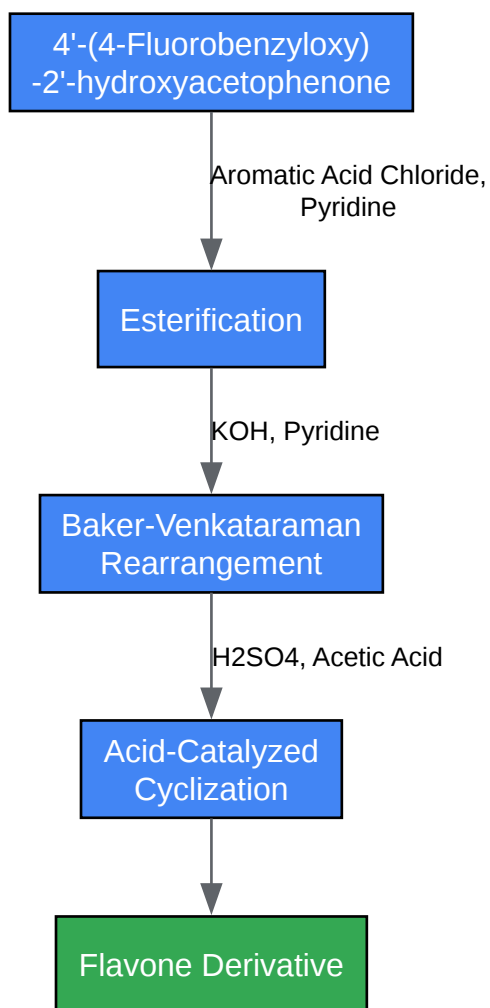 4'-(4-Fluorobenzyloxy)
-2'-hydroxyacetophenone
Aromatic Acid Chloride,
Pyridine
Esterification
KOH, Pyridine
Baker-Venkataraman
Rearrangement
H2SO4, Acetic Acid
Acid-Catalyzed
Cyclization
Flavone Derivative